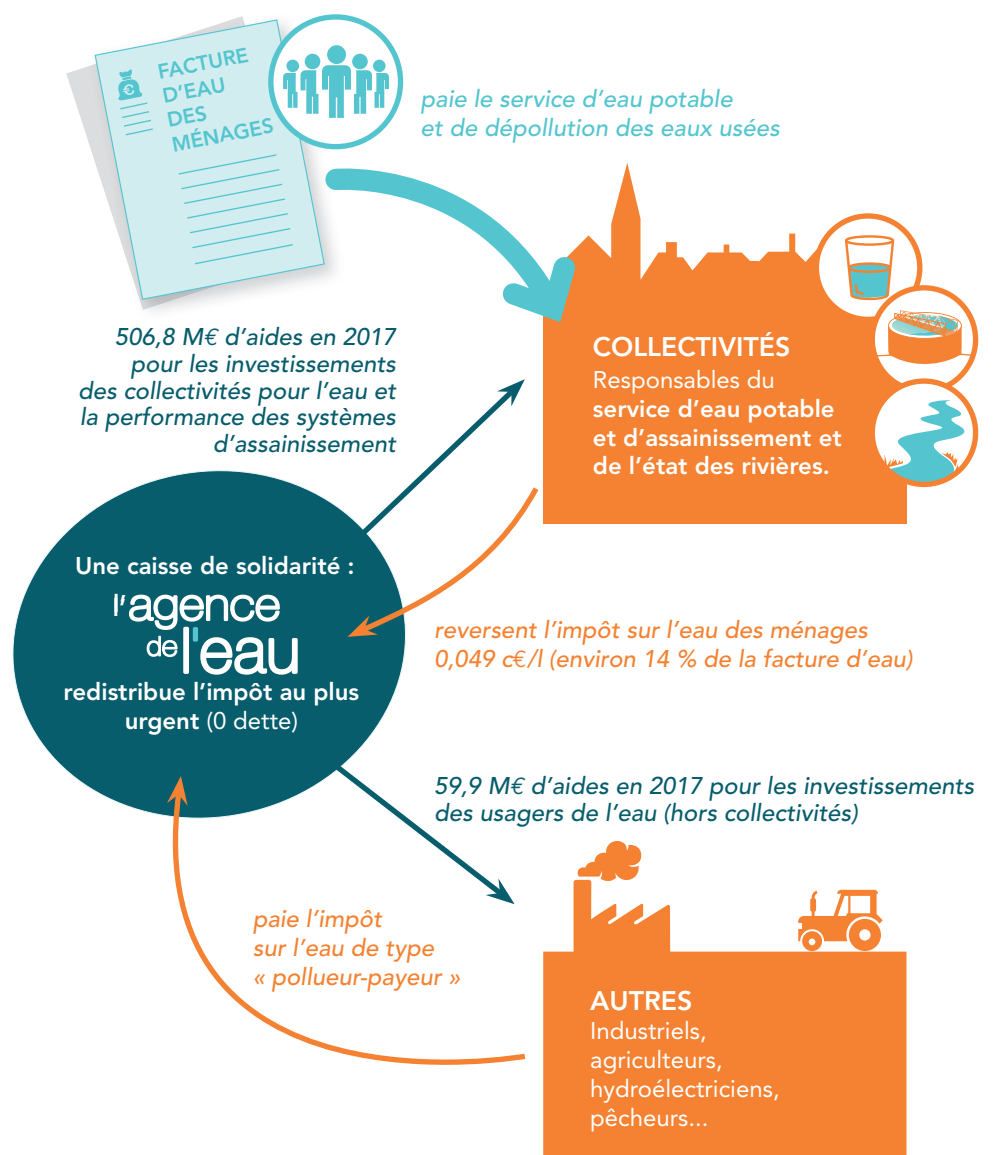 FACTURE
D'EAU
DES
MÉNAGES
€
paie le service d'eau potable
et de dépollution des eaux usées
506,8 M€ d'aides en 2017
pour les investissements
des collectivités pour l'eau et
la performance des systèmes
d'assainissement
COLLECTIVITÉS
Responsables du
service d'eau potable
et d'assainissement et
de l'état des rivières.
Une caisse de solidarité :
l'agence
de l'eau
redistribue l'impôt au plus
urgent (0 dette)
reversent l'impôt sur l'eau des ménages
0,049 c€/l (environ 14 % de la facture d'eau)
59,9 M€ d'aides en 2017 pour les investissements
des usagers de l'eau (hors collectivités)
paie l'impôt
sur l'eau de type
« pollueur-payeur »
AUTRES
Industriels,
agriculteurs,
hydroélectriciens,
pêcheurs...